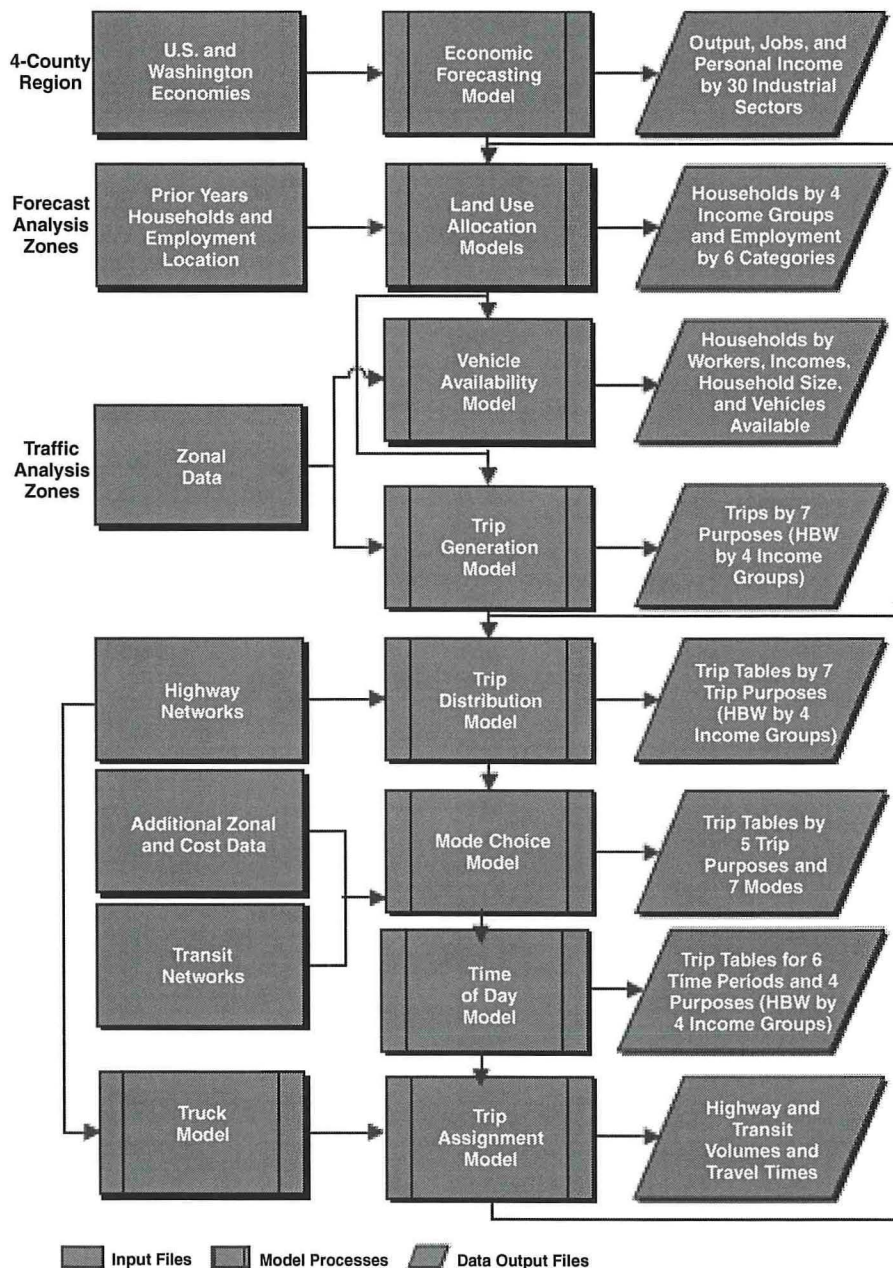 4-County
Region
U.S. and
Washington
Economies
Economic
Forecasting
Model
Output, Jobs, and
Personal Income
by 30 Industrial
Sectors
Forecast
Analysis
Zones
Prior Years
Households and
Employment
Location
Land Use
Allocation
Models
Households by 4
Income Groups
and Employment
by 6 Categories
Vehicle
Availability
Model
Households by
Workers, Incomes,
Household Size,
and Vehicles
Available
Traffic
Analysis
Zones
Zonal
Data
Trip
Generation
Model
Trips by 7
Purposes (HBW
by 4 Income
Groups)
Highway
Networks
Trip
Distribution
Model
Trip Tables by 7
Trip Purposes
(HBW by 4
Income Groups)
Additional Zonal
and Cost Data
Mode Choice
Model
Trip Tables by
5 Trip
Purposes and
7 Modes
Transit
Networks
Time
of Day
Model
Trip Tables for 6
Time Periods and 4
Purposes (HBW by
4 Income Groups)
Truck
Model
Trip
Assignment
Model
Highway and
Transit
Volumes and
Travel Times
Input Files
Model Processes
Data Output Files